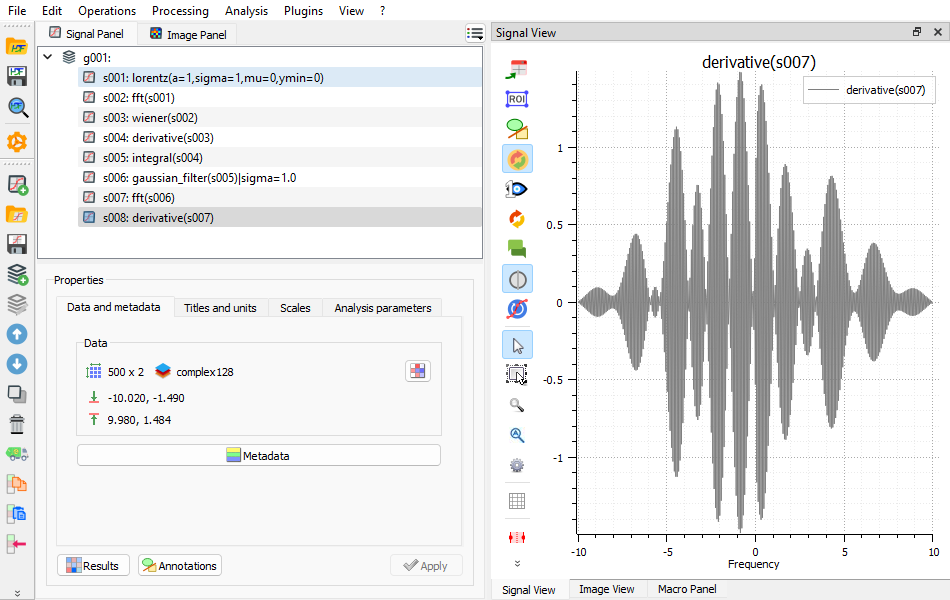 File Edit Operations Processing Analysis Plugins View ?
Signal Panel Image Panel
g001:
s001: lorentz(a=1,sigma=1,mu=0,ymin=0)
s002: fft(s001)
s003: wiener(s002)
s004: derivative(s003)
s005: integral(s004)
s006: gaussian_filter(s005)|sigma=1.0
s007: fft(s006)
s008: derivative(s007)
Properties
Data and metadata Titles and units Scales Analysis parameters
Data
500 x 2 complex128
-10.020, -1.490
9.980, 1.484
Metadata
Results Annotations Apply
Signal View
ROI
derivative(s007)
derivative(s007)
1
0.5
0
-0.5
-1
-10 -5 0 5 10
Frequency
Signal View Image View Macro Panel